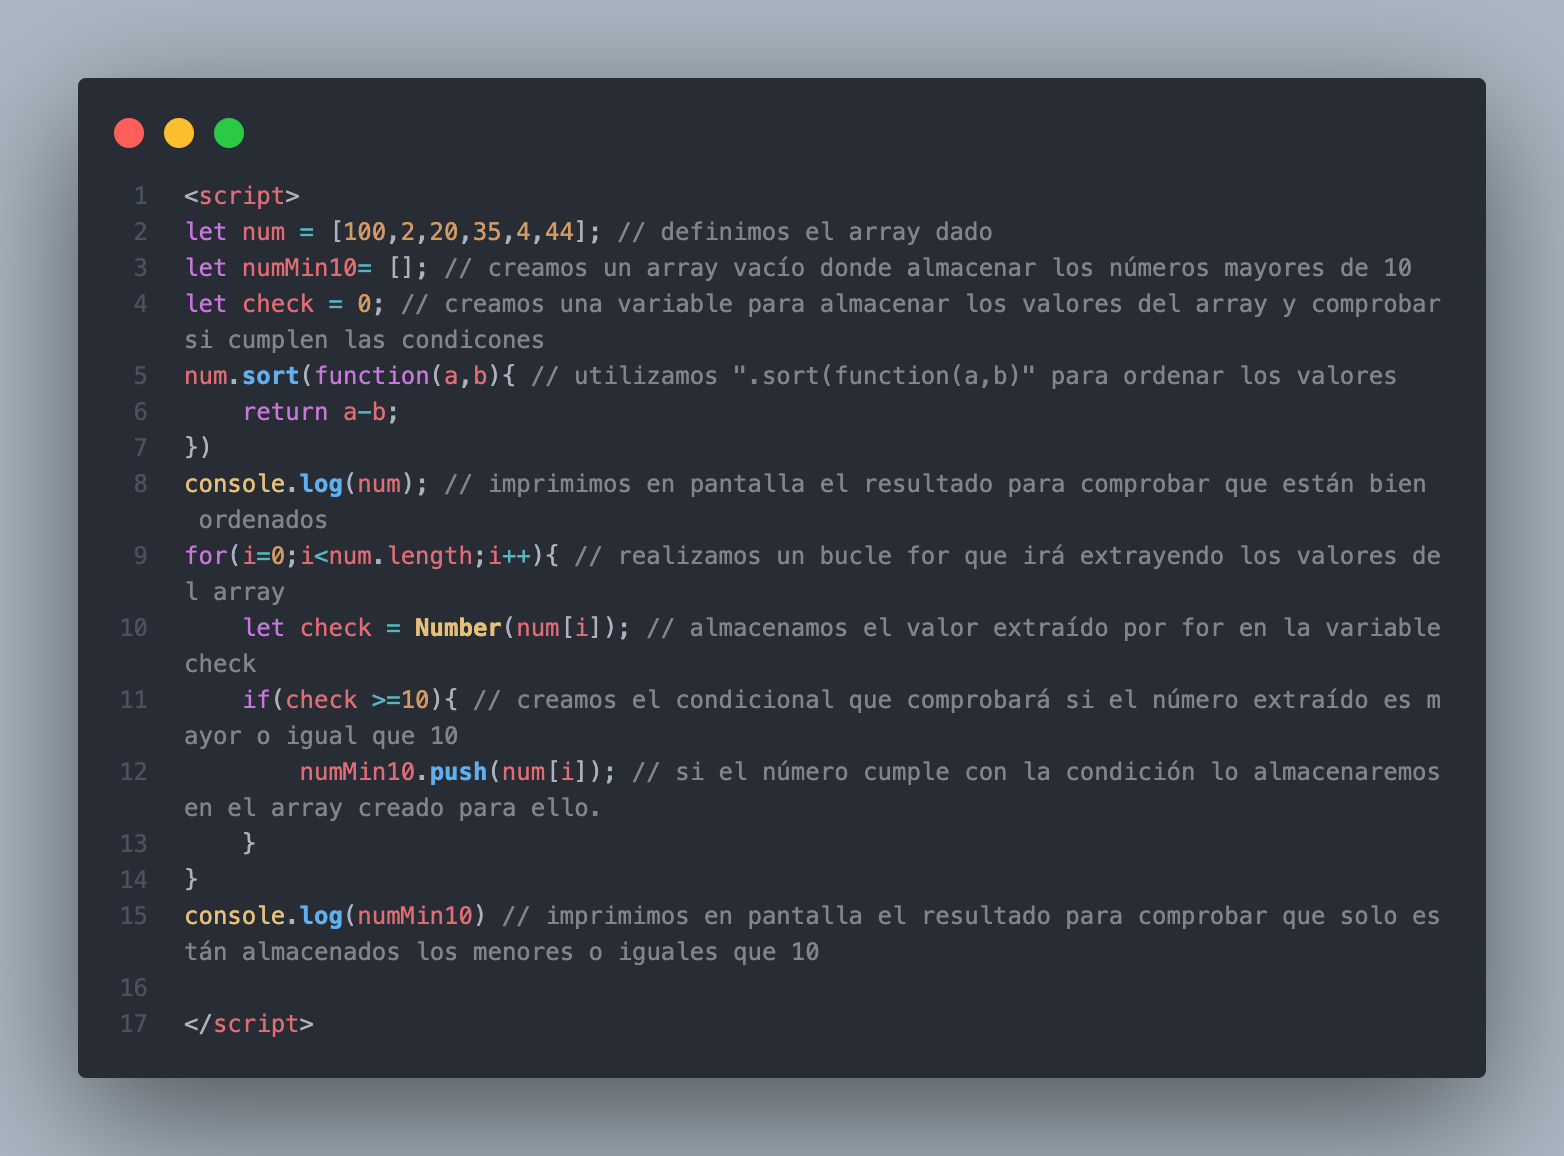 1 <script>
2 let num = [100,2,20,35,4,44]; // definimos el array dado
3 let numMin10= []; // creamos un array vacío donde almacenar los números mayores de 10
4 let check = 0; // creamos una variable para almacenar los valores del array y comprobar
si cumplen las condicones
5 num.sort(function(a,b){ // utilizamos ".sort(function(a,b)" para ordenar los valores
6     return a-b;
7 })
8 console.log(num); // imprimimos en pantalla el resultado para comprobar que están bien
 ordenados
9 for(i=0;i<num.length;i++){ // realizamos un bucle for que irá extrayendo los valores de
l array
10     let check = Number(num[i]); // almacenamos el valor extraído por for en la variable
check
11     if(check >=10){ // creamos el condicional que comprobará si el número extraído es m
ayor o igual que 10
12         numMin10.push(num[i]); // si el número cumple con la condición lo almacenaremos
en el array creado para ello.
13     }
14 }
15 console.log(numMin10) // imprimimos en pantalla el resultado para comprobar que solo es
tán almacenados los menores o iguales que 10
16
17 </script>